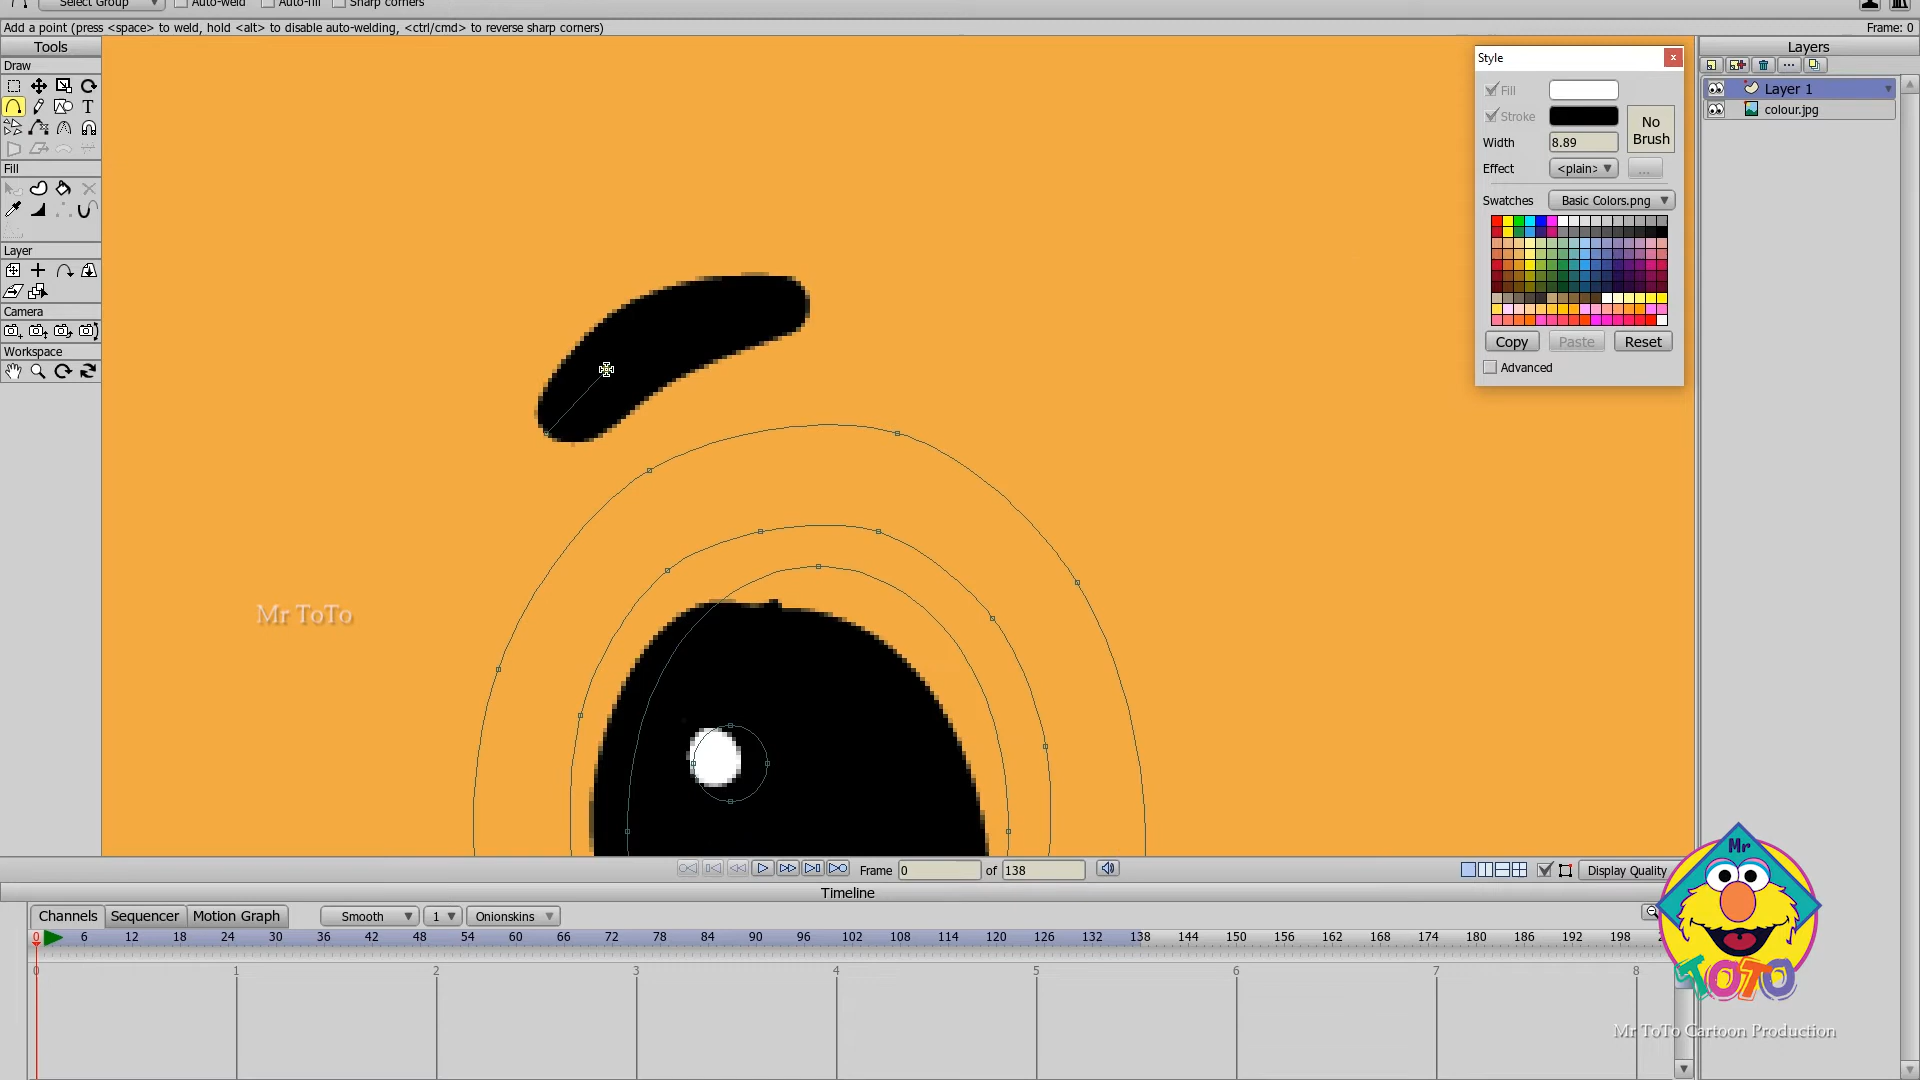 Select Group
Auto-weld
Auto-fill
Sharp corners
Add a point (press <space> to weld, hold <alt> to disable auto-welding, <ctrl/cmd> to reverse sharp corners)
Frame: 0
Tools
Draw
T
Fill
Layer
Camera
Workspace
Style
Fill
Stroke
No
Brush
Width
8.89
Effect
<plain>
...
Swatches
Basic Colors.png
Copy
Paste
Reset
Advanced
Layers
Layer 1
colour.jpg
Mr ToTo
Frame
0
of
138
Display Quality
Timeline
Channels
Sequencer
Motion Graph
Smooth
1
Onionskins
0 6 12 18 24 30 36 42 48 54 60 66 72 78 84 90 96 102 108 114 120 126 132 138 144 150 156 162 168 174 180 186 192 198
0 1 2 3 4 5 6 7 8
Mr
TOTO
Mr ToTo Cartoon Production